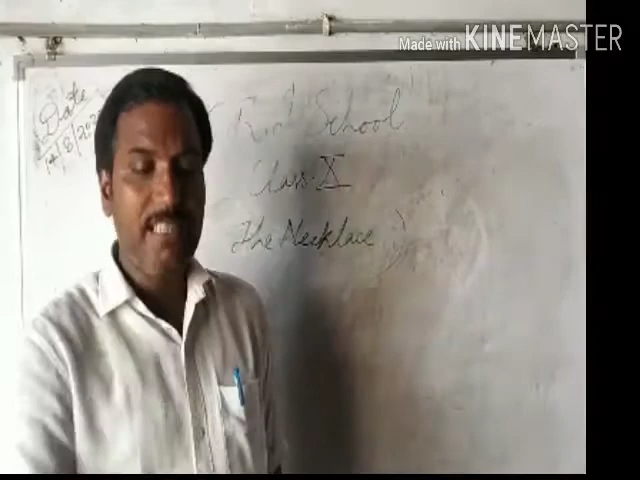 Made with KINEMASTER
Date
School
Class-X
The Necklace